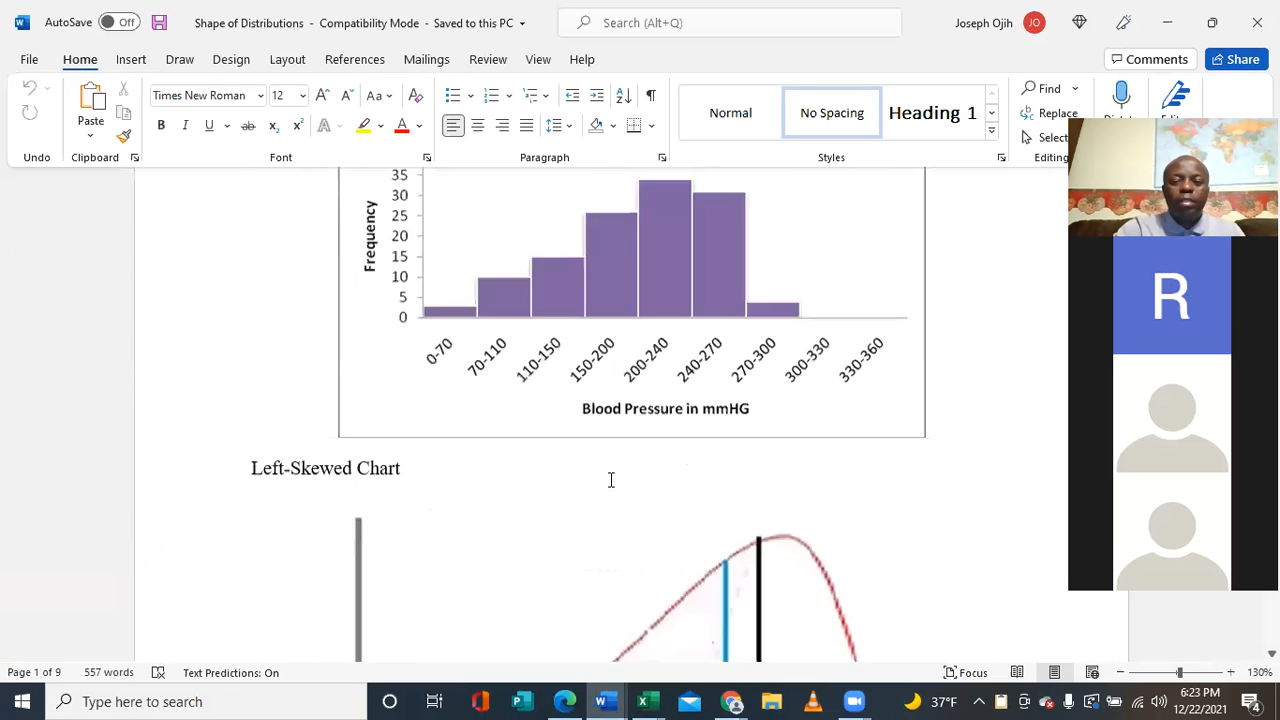 AutoSave Off Shape of Distributions - Compatibility Mode - Saved to this PC Search (Alt+Q) Joseph Ojih JO
File Home Insert Draw Design Layout References Mailings Review View Help Comments Share
Times New Roman 12 Aa Find
Paste Normal No Spacing Heading 1 Replace
Undo Clipboard Font Paragraph Styles Editing
35
30
25
20
15
10
5
0
Frequency
0-70 70-110 110-150 150-200 200-240 240-270 270-300 300-330 330-360
Blood Pressure in mmHG
R
Left-Skewed Chart
Page 1 of 9 557 words Text Predictions: On Focus 130%
Type here to search 37°F 6:23 PM
12/22/2021 4